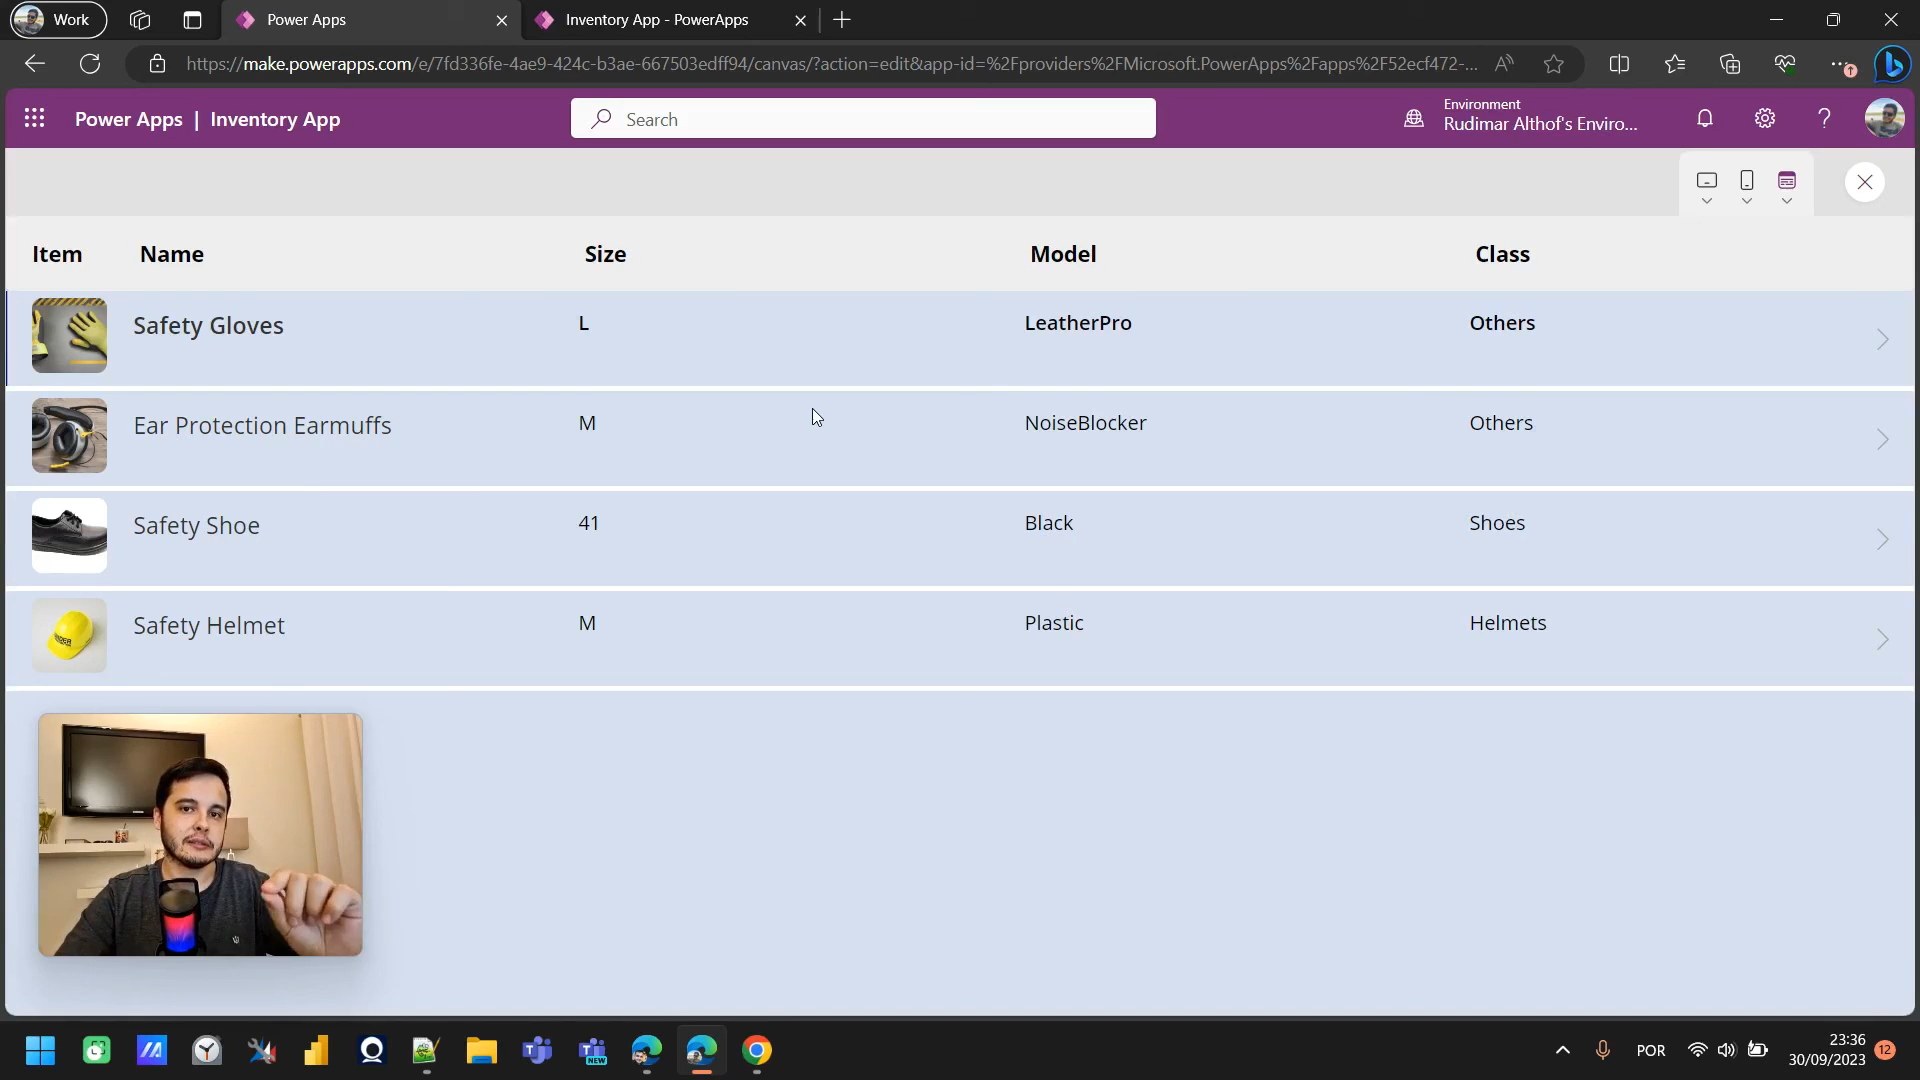 Work
Power Apps
Inventory App - PowerApps
https://make.powerapps.com/e/7fd336fe-4ae9-424c-b3ae-667503edff94/canvas/?action=edit&app-id=%2Fproviders%2FMicrosoft.PowerApps%2Fapps%2F52ecf472-...
Power Apps | Inventory App
Search
Environment
Rudimar Althof's Enviro...
Item Name Size Model Class
Safety Gloves L LeatherPro Others
Ear Protection Earmuffs M NoiseBlocker Others
Safety Shoe 41 Black Shoes
Safety Helmet M Plastic Helmets
NEW
POR
23:36
30/09/2023
12